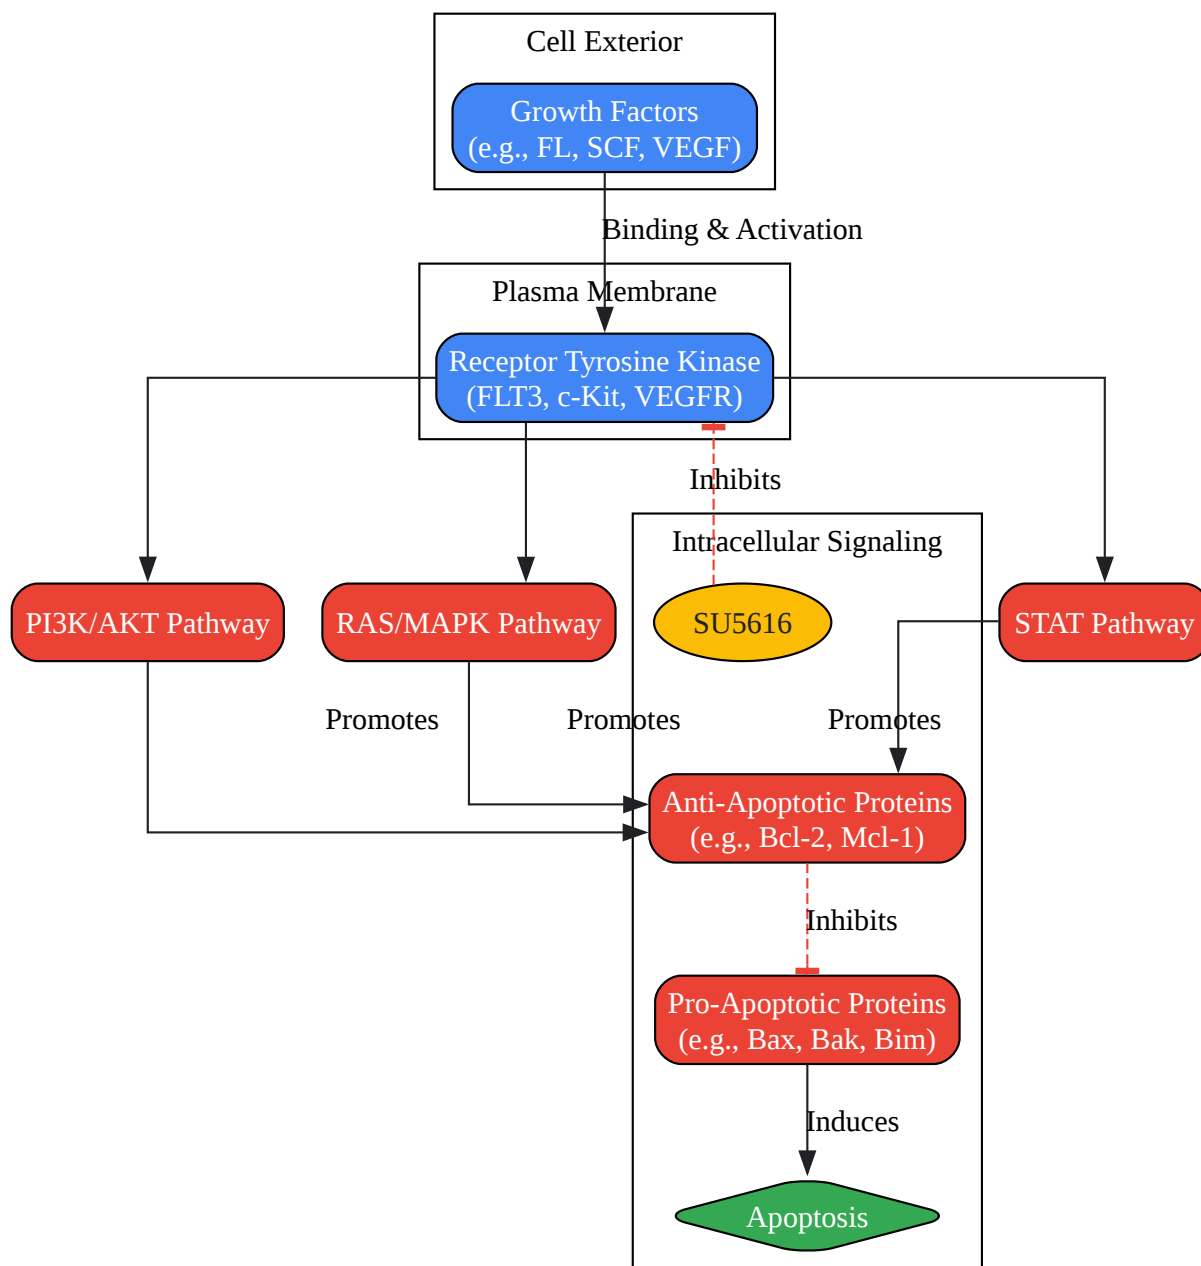 Cell Exterior
Growth Factors
(e.g., FL, SCF, VEGF)
Binding & Activation
Plasma Membrane
Receptor Tyrosine Kinase
(FLT3, c-Kit, VEGFR)
Inhibits
Intracellular Signaling
PI3K/AKT Pathway
RAS/MAPK Pathway
SU5616
STAT Pathway
Promotes
Promotes
Promotes
Anti-Apoptotic Proteins
(e.g., Bcl-2, Mcl-1)
Inhibits
Pro-Apoptotic Proteins
(e.g., Bax, Bak, Bim)
Induces
Apoptosis